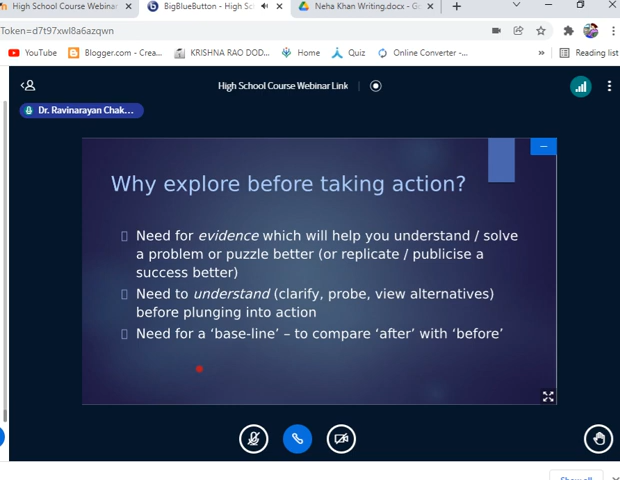 High School Course Webinar
BigBlueButton - High Sc
Neha Khan Writing.docx - Go
Token=d7t97xwl8a6azqwn
YouTube
Blogger.com - Crea...
KRISHNA RAO DOD...
Home
Quiz
Online Converter -...
»
Reading list
High School Course Webinar Link
Dr. Ravinarayan Chak...
Why explore before taking action?
Need for evidence which will help you understand / solve
a problem or puzzle better (or replicate / publicise a
success better)
Need to understand (clarify, probe, view alternatives)
before plunging into action
Need for a ‘base-line’ – to compare ‘after’ with ‘before’